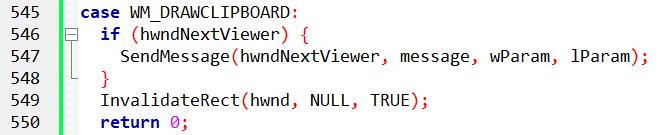 545 case WM_DRAWCLIPBOARD:
546 if (hwndNextViewer) {
547 SendMessage(hwndNextViewer, message, wParam, lParam);
548 }
549 InvalidateRect(hwnd, NULL, TRUE);
550 return 0;